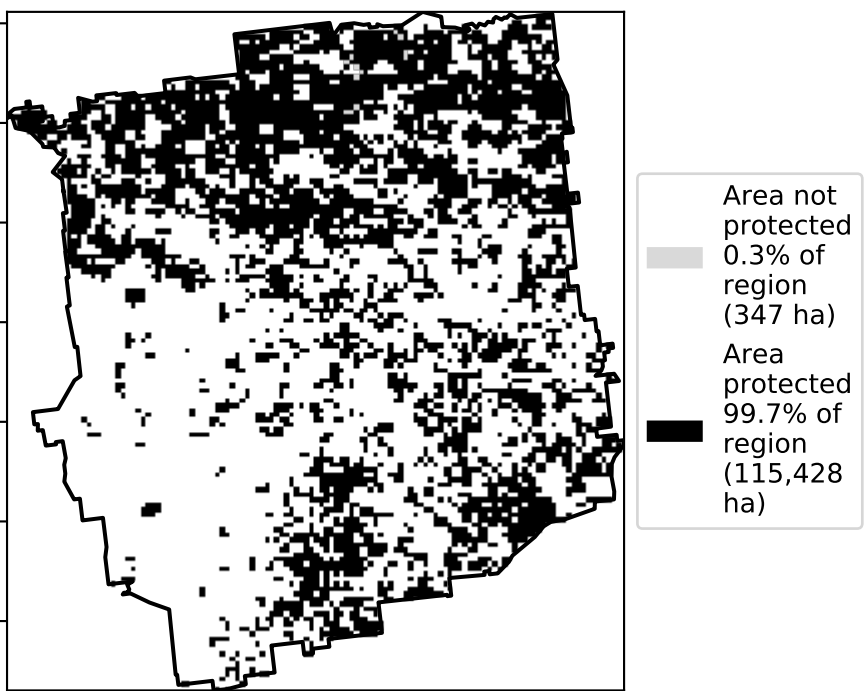 Area not
protected
0.3% of
region
(347 ha)
Area
protected
99.7% of
region
(115,428
ha)